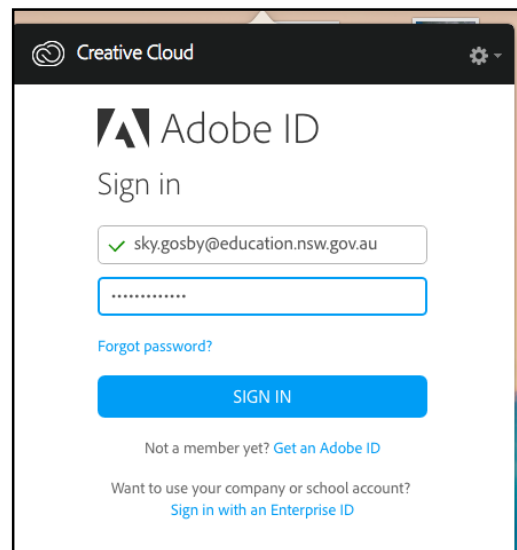 Creative Cloud
Adobe ID
Sign in
sky.gosby@education.nsw.gov.au
•••••••••••••
Forgot password?
SIGN IN
Not a member yet? Get an Adobe ID
Want to use your company or school account?
Sign in with an Enterprise ID